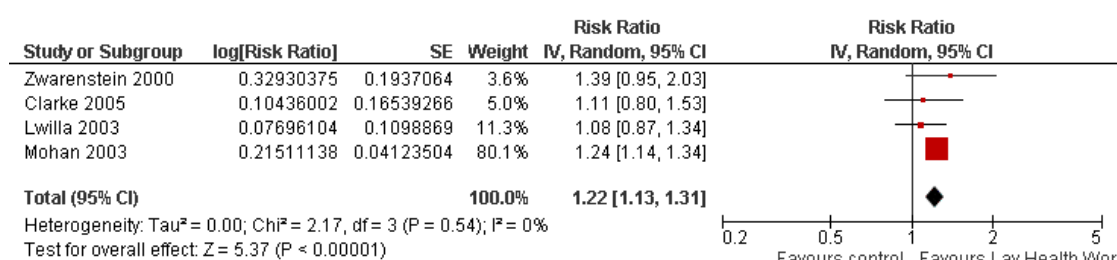 Risk Ratio Risk Ratio
Study or Subgroup log[Risk Ratio] SE Weight IV, Random, 95% CI IV, Random, 95% CI
Zwarenstein 2000 0.32930375 0.1937064 3.6% 1.39 [0.95, 2.03]
Clarke 2005 0.10436002 0.16539266 5.0% 1.11 [0.80, 1.53]
Lwilla 2003 0.07696104 0.1098869 11.3% 1.08 [0.87, 1.34]
Mohan 2003 0.21511138 0.04123504 80.1% 1.24 [1.14, 1.34]
Total (95% CI) 100.0% 1.22 [1.13, 1.31]
Heterogeneity: Tau² = 0.00; Chi² = 2.17, df = 3 (P = 0.54); I² = 0%
Test for overall effect: Z = 5.37 (P < 0.00001)
0.2 0.5 1 2 5
Favours control Favours Lay Health Wor